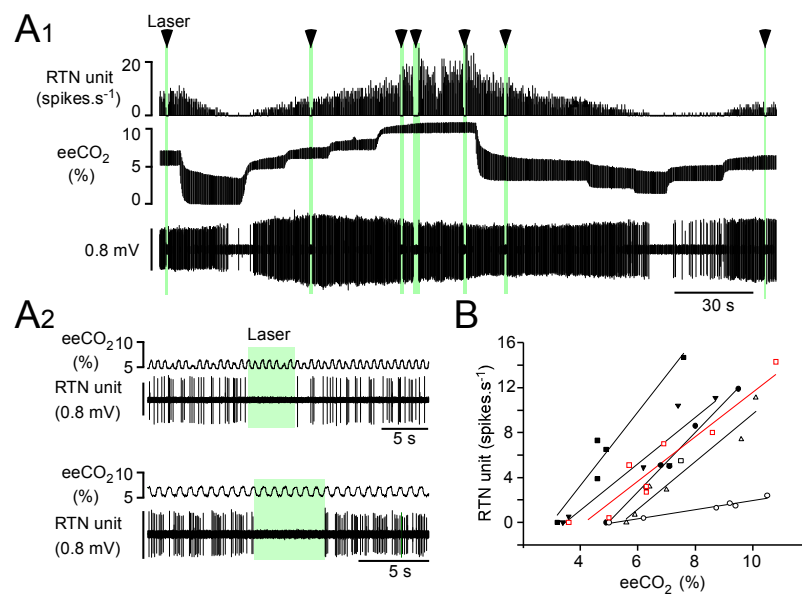 A1
Laser
RTN unit
(spikes.s-1)
20
0
eeCO2
(%)
10
5
0
0.8 mV
30 s
A2
Laser
eeCO2
(%)
10
5
RTN unit
(0.8 mV)
5 s
eeCO2
(%)
10
5
RTN unit
(0.8 mV)
5 s
B
RTN unit (spikes.s-1)
16
12
8
4
0
4
6
8
10
eeCO2 (%)